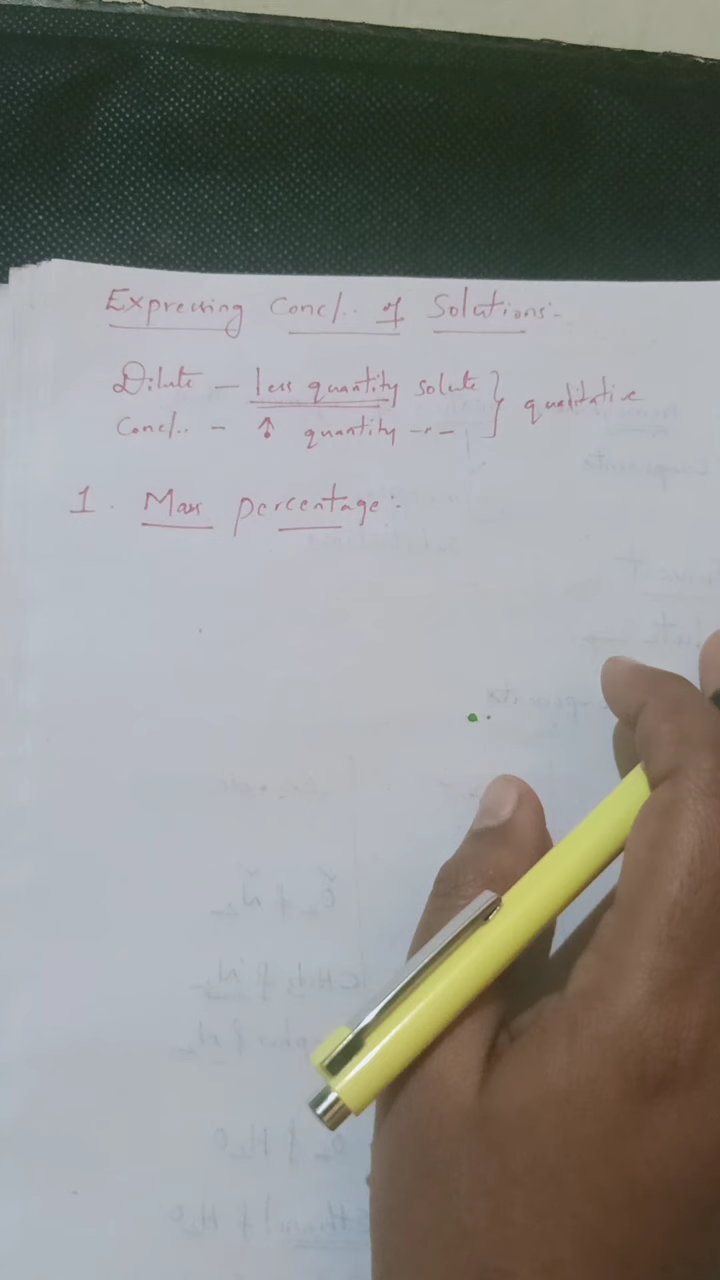 Expressing Concl.. of Solutions:-
Dilute - less quantity solute } qualitative
Concl.. - ↑ quantity -"-
1. Mass percentage:-